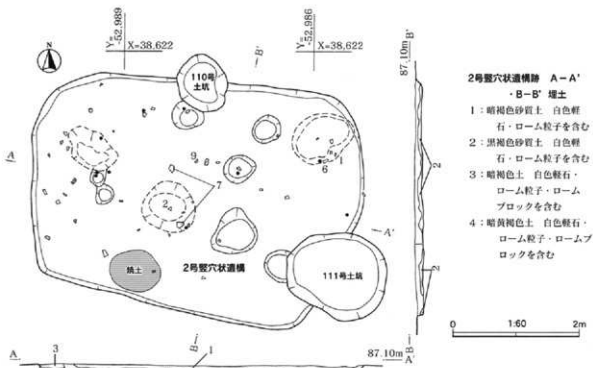 Y=
-52,989
X=38,622
Y=
-52,986
X=38,622
N
B'
87.10m
110号
土坑
A
9
6
1
7
2
2
2
A'
焼土
2号竪穴状遺構
111号土坑
B
B
A
3
1
87.10m
A'
2号竪穴状遺構跡 A-A'
・B-B' 埋土
1:暗褐色砂質土 白色軽
石・ローム粒子を含む
2:黒褐色砂質土 白色軽
石・ローム粒子を含む
3:暗褐色土 白色軽石・
ローム粒子・ローム
ブロックを含む
4:暗黄褐色土 白色軽石・
ローム粒子・ロームブ
ロックを含む
0
1:60
2m